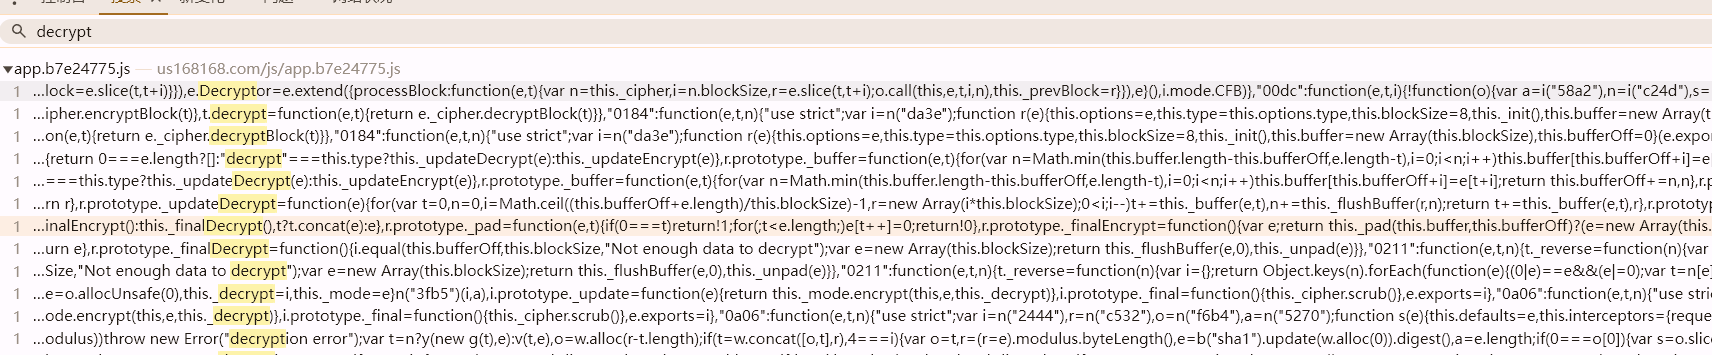 控制台 搜索 新变化 问题 网络状况
decrypt
▼app.b7e24775.js — us168168.com/js/app.b7e24775.js
1 ...lock=e.slice(t,t+i)}}),e.Decryptor=e.extend({processBlock:function(e,t){var n=this._cipher,i=n.blockSize,r=e.slice(t,t+i);o.call(this,e,t,i,n),this._prevBlock=r}}),e}(),i.mode.CFB)},"00dc":function(e,t,i){!function(o){var a=i("58a2"),n=i("c24d"),s=
1 ...ipher.encryptBlock(t)},t.decrypt=function(e,t){return e._cipher.decryptBlock(t)}},"0184":function(e,t,n){"use strict";var i=n("da3e");function r(e){this.options=e,this.type=this.options.type,this.blockSize=8,this._init(),this.buffer=new Array(t
1 ...on(e,t){return e._cipher.decryptBlock(t)}},"0184":function(e,t,n){"use strict";var i=n("da3e");function r(e){this.options=e,this.type=this.options.type,this.blockSize=8,this._init(),this.buffer=new Array(this.blockSize),this.bufferOff=0}(e.expor
1 ...{return 0===e.length?[]:"decrypt"===this.type?this._updateDecrypt(e):this._updateEncrypt(e)},r.prototype._buffer=function(e,t){for(var n=Math.min(this.buffer.length-this.bufferOff,e.length-t),i=0;i<n;i++)this.buffer[this.bufferOff+i]=e
1 ...===this.type?this._updateDecrypt(e):this._updateEncrypt(e)},r.prototype._buffer=function(e,t){for(var n=Math.min(this.buffer.length-this.bufferOff,e.length-t),i=0;i<n;i++)this.buffer[this.bufferOff+i]=e[t+i];return this.bufferOff+=n,n},r.p
1 ...rn r},r.prototype._updateDecrypt=function(e){for(var t=0,n=0,i=Math.ceil((this.bufferOff+e.length)/this.blockSize)-1,r=new Array(i*this.blockSize);0<i;i--)t+=this._buffer(e,t),n+=this._flushBuffer(r,n);return t+=this._buffer(e,t),r},r.protot
1 ...inalEncrypt():this._finalDecrypt(),t?t.concat(e):e},r.prototype._pad=function(e,t){if(0===t)return!1;for(;t<e.length;)e[t++]=0;return!0},r.prototype._finalEncrypt=function(){var e;return this._pad(this.buffer,this.bufferOff)?(e=new Array(this.
1 ...urn e},r.prototype._finalDecrypt=function(){i.equal(this.bufferOff,this.blockSize,"Not enough data to decrypt");var e=new Array(this.blockSize);return this._flushBuffer(e,0),this._unpad(e)}},"0211":function(e,t,n){t._reverse=function(n){var
1 ...Size,"Not enough data to decrypt");var e=new Array(this.blockSize);return this._flushBuffer(e,0),this._unpad(e)}},"0211":function(e,t,n){t._reverse=function(n){var i={};return Object.keys(n).forEach(function(e){(0|e)==e&&(e|=0);var t=n[e]
1 ...e=o.allocUnsafe(0),this._decrypt=i,this._mode=e}n("3fb5")(i,a),i.prototype._update=function(e){return this._mode.encrypt(this,e,this._decrypt)},i.prototype._final=function(){this._cipher.scrub()},e.exports=i},"0a06":function(e,t,n){"use stric
1 ...ode.encrypt(this,e,this._decrypt)},i.prototype._final=function(){this._cipher.scrub()},e.exports=i},"0a06":function(e,t,n){"use strict";var i=n("2444"),r=n("c532"),o=n("f6b4"),a=n("5270");function s(e){this.defaults=e,this.interceptors={reque
1 ...odulus))throw new Error("decryption error");var t=n?y(new g(t),e):v(t,e),o=w.alloc(r-t.length);if(t=w.concat([o,t],r),4===i){var o=t,r=(r=e).modulus.byteLength(),e=b("sha1").update(w.alloc(0)).digest(),a=e.length;if(0===o[0]){var s=o.slice